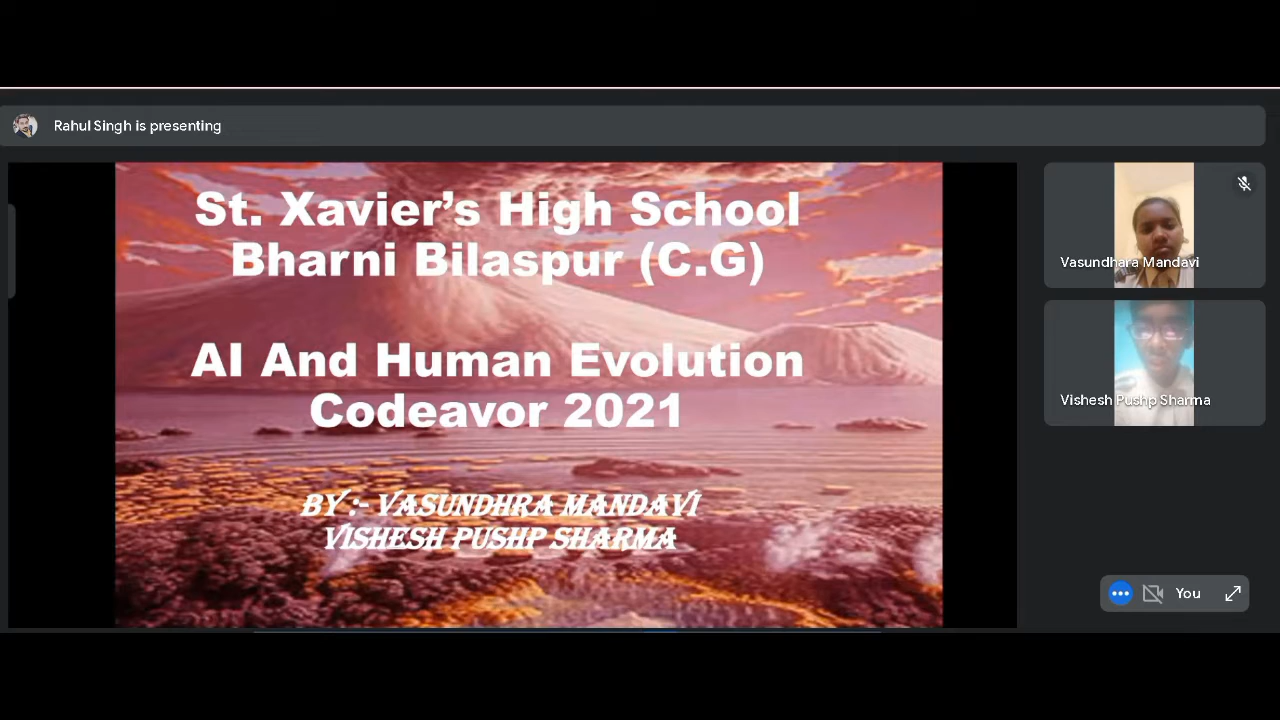 Rahul Singh is presenting
St. Xavier’s High School
Bharni Bilaspur (C.G)
AI And Human Evolution
Codeavor 2021
BY :- VASUNDHRA MANDAVI
VISHESH PUSHP SHARMA
Vasundhara Mandavi
Vishesh Pushp Sharma
You